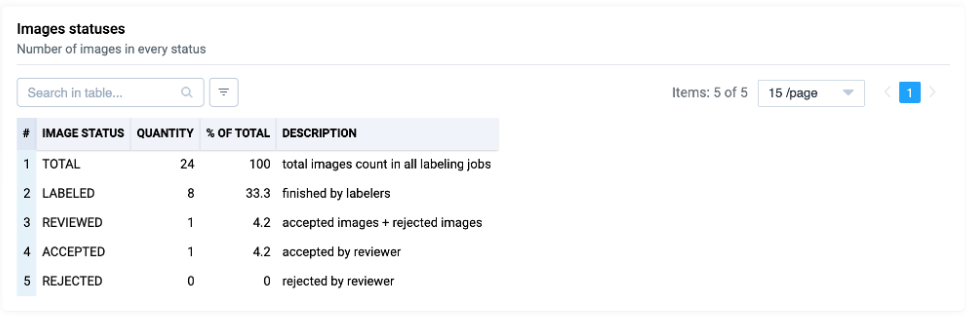 Images statuses
Number of images in every status
Search in table...
Items: 5 of 5 15 /page 1
# IMAGE STATUS QUANTITY % OF TOTAL DESCRIPTION
1 TOTAL 24 100 total images count in all labeling jobs
2 LABELED 8 33.3 finished by labelers
3 REVIEWED 1 4.2 accepted images + rejected images
4 ACCEPTED 1 4.2 accepted by reviewer
5 REJECTED 0 0 rejected by reviewer